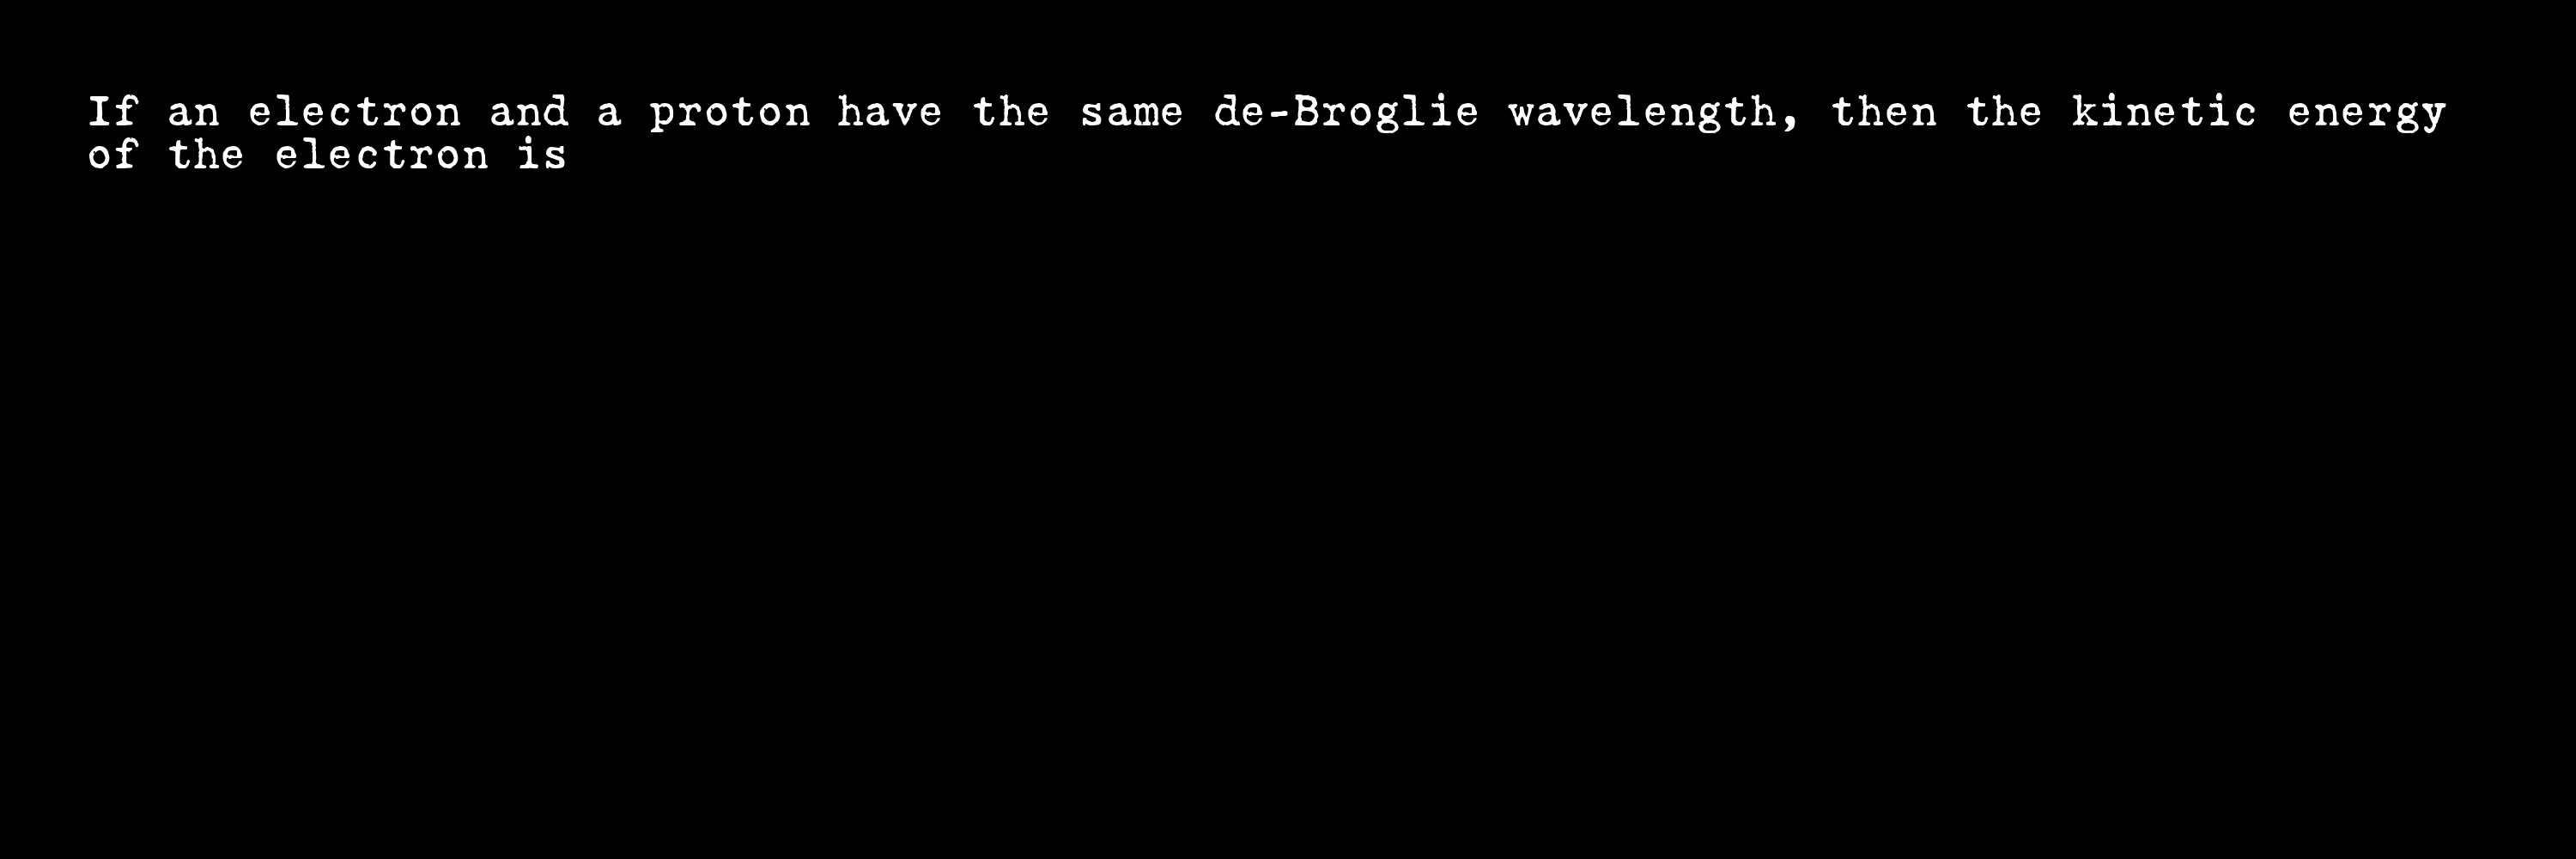 If an electron and a proton have the same de-Broglie wavelength, then the kinetic energy
of the electron is